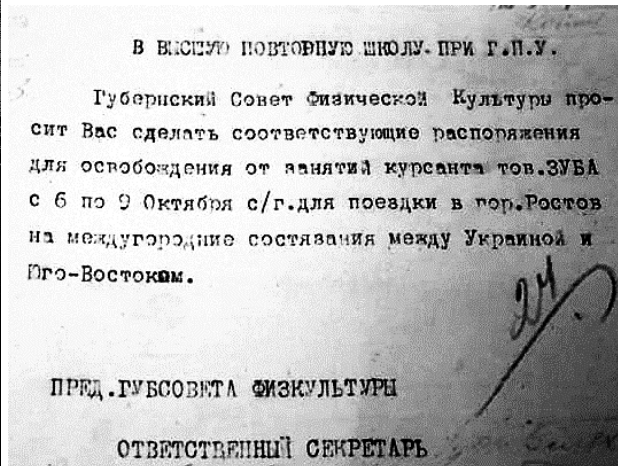 В ВЫСШУЮ ПОВТОРНУЮ ШКОЛУ ПРИ Г.П.У.
Губернский Совет Физической Культуры про-
сит Вас сделать соответствующие распоряжения
для освобождения от занятий курсанта тов.ЗУБА
с 6 по 9 Октября с/г.для поездки в гор.Ростов
на междугородние состязания между Украиной и
Юго-Востоком.
24
ПРЕД.ГУБСОВЕТА ФИЗКУЛЬТУРЫ
ОТВЕТСТВЕННЫЙ СЕКРЕТАРЬ